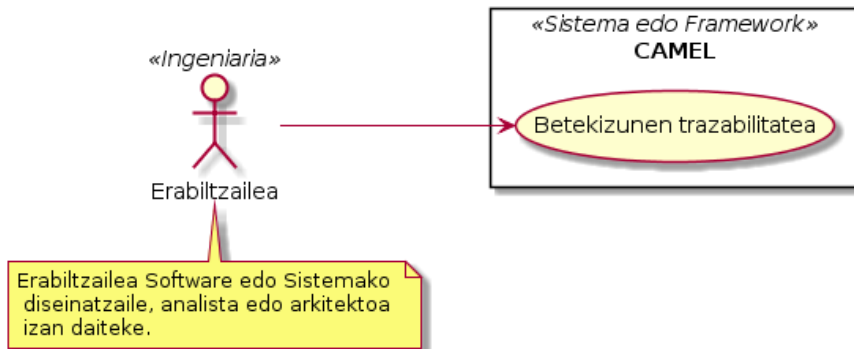 «Sistema edo Framework»
CAMEL
«Ingeniaria»
Betekizunen trazabilitatea
Erabiltzailea
Erabiltzailea Software edo Sistemako
diseinatzaile, analista edo arkitektoa
izan daiteke.